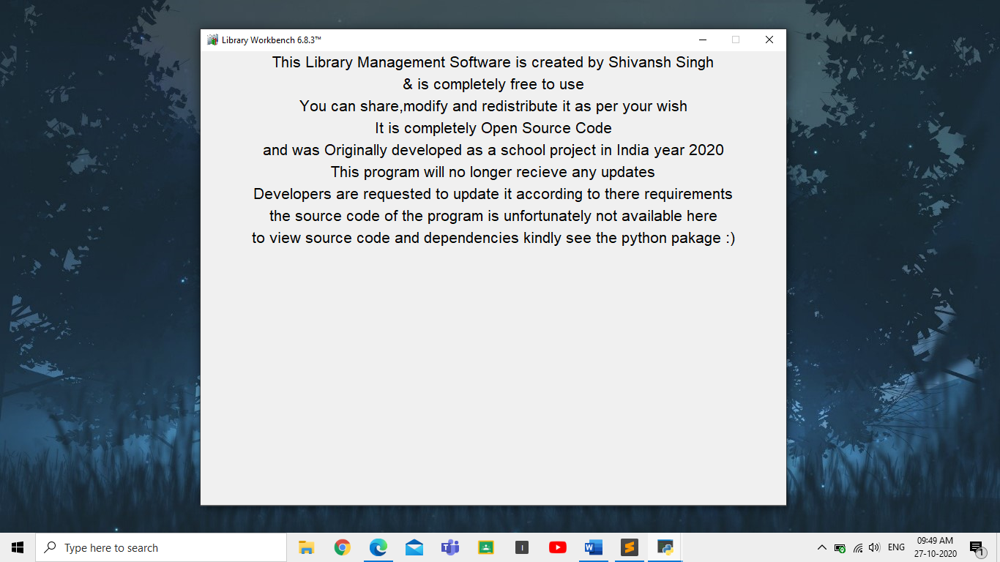 Library Workbench 6.8.3™
This Library Management Software is created by Shivansh Singh
& is completely free to use
You can share,modify and redistribute it as per your wish
It is completely Open Source Code
and was Originally developed as a school project in India year 2020
This program will no longer recieve any updates
Developers are requested to update it according to there requirements
the source code of the program is unfortunately not available here
to view source code and dependencies kindly see the python pakage :)
Type here to search
ENG
09:49 AM
27-10-2020
1